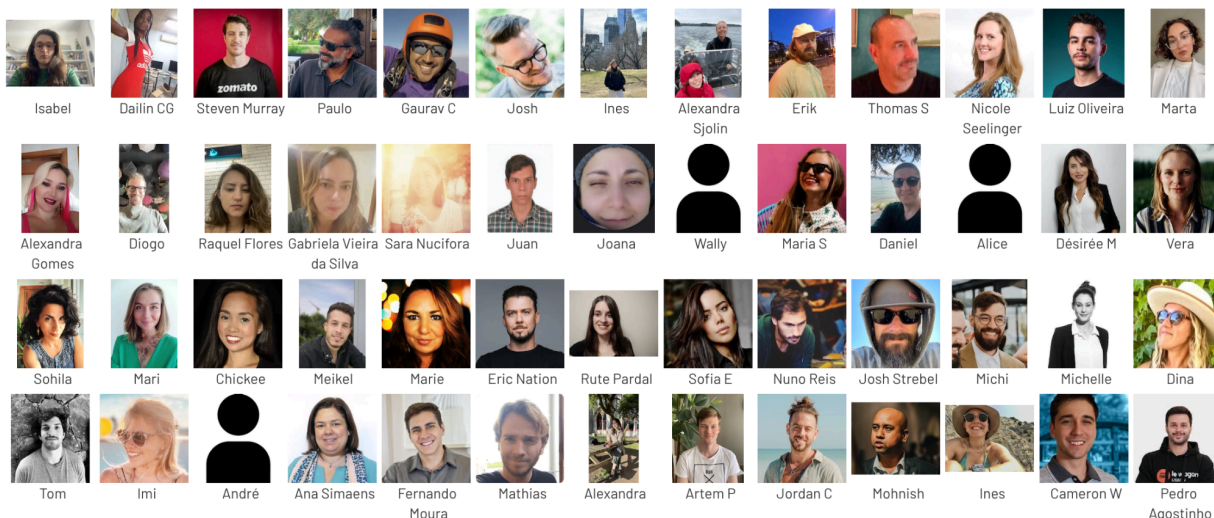 zomato
Isabel
Dailin CG
Steven Murray
Paulo
Gaurav C
Josh
Ines
Alexandra
Sjolin
Erik
Thomas S
Nicole
Seelinger
Luiz Oliveira
Marta
Alexandra
Gomes
Diogo
Raquel Flores
Gabriela Vieira
da Silva
Sara Nucifora
Juan
Joana
Wally
Maria S
Daniel
Alice
Désirée M
Vera
Sohila
Mari
Chickee
Meikel
Marie
Eric Nation
Rute Pardal
Sofia E
Nuno Reis
Josh Strebel
Michi
Michelle
Dina
Tom
Imi
André
Ana Simaens
Fernando
Moura
Mathias
Alexandra
Artem P
Jordan C
Mohnish
Ines
Cameron W
Pedro
Agostinho